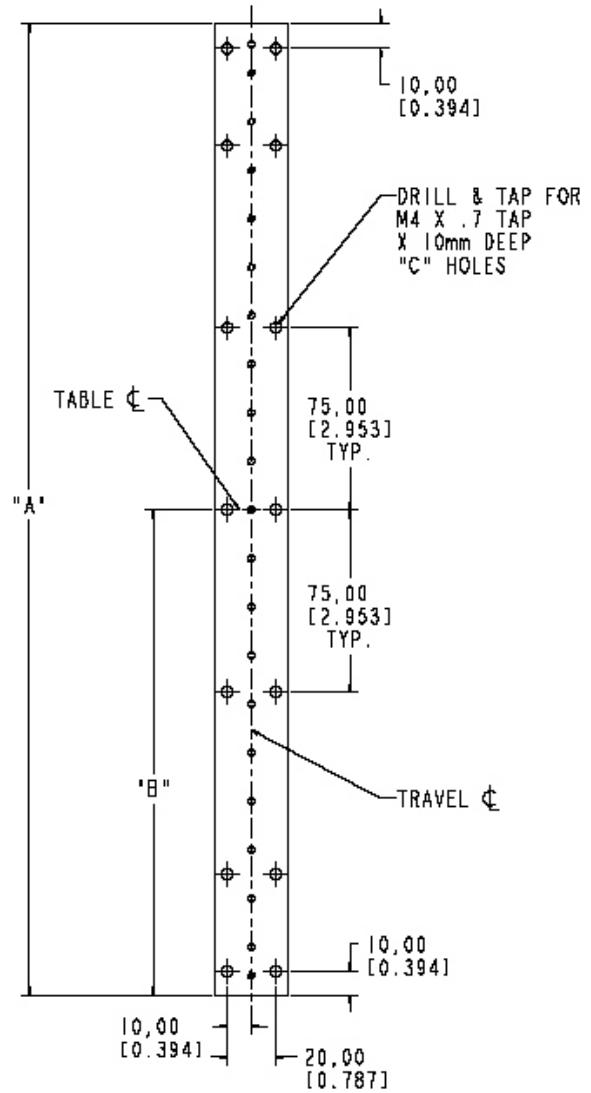 10,00
[0.394]
DRILL & TAP FOR
M4 X .7 TAP
X 10mm DEEP
"C" HOLES
TABLE ℄
75,00
[2.953]
TYP.
"A"
75,00
[2.953]
TYP.
"B"
TRAVEL ℄
10,00
[0.394]
10,00
[0.394]
20,00
[0.787]